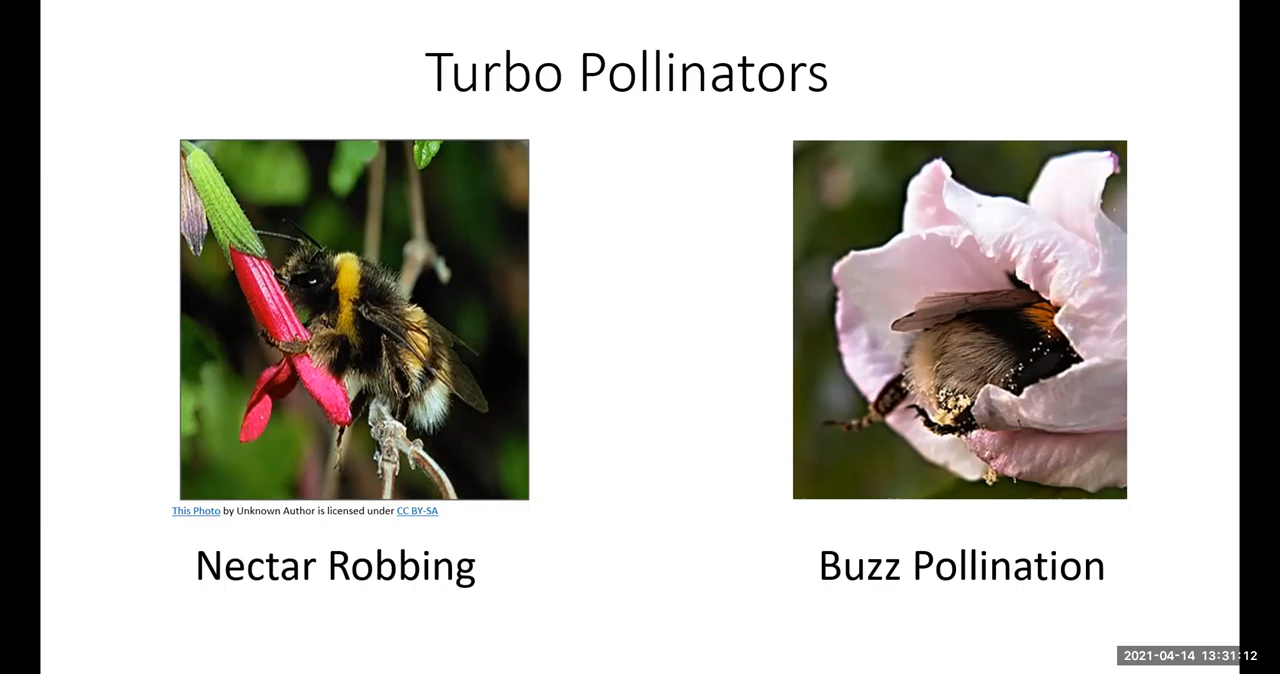 Turbo Pollinators
This Photo by Unknown Author is licensed under CC BY-SA
Nectar Robbing
Buzz Pollination
2021-04-14 13:31:12